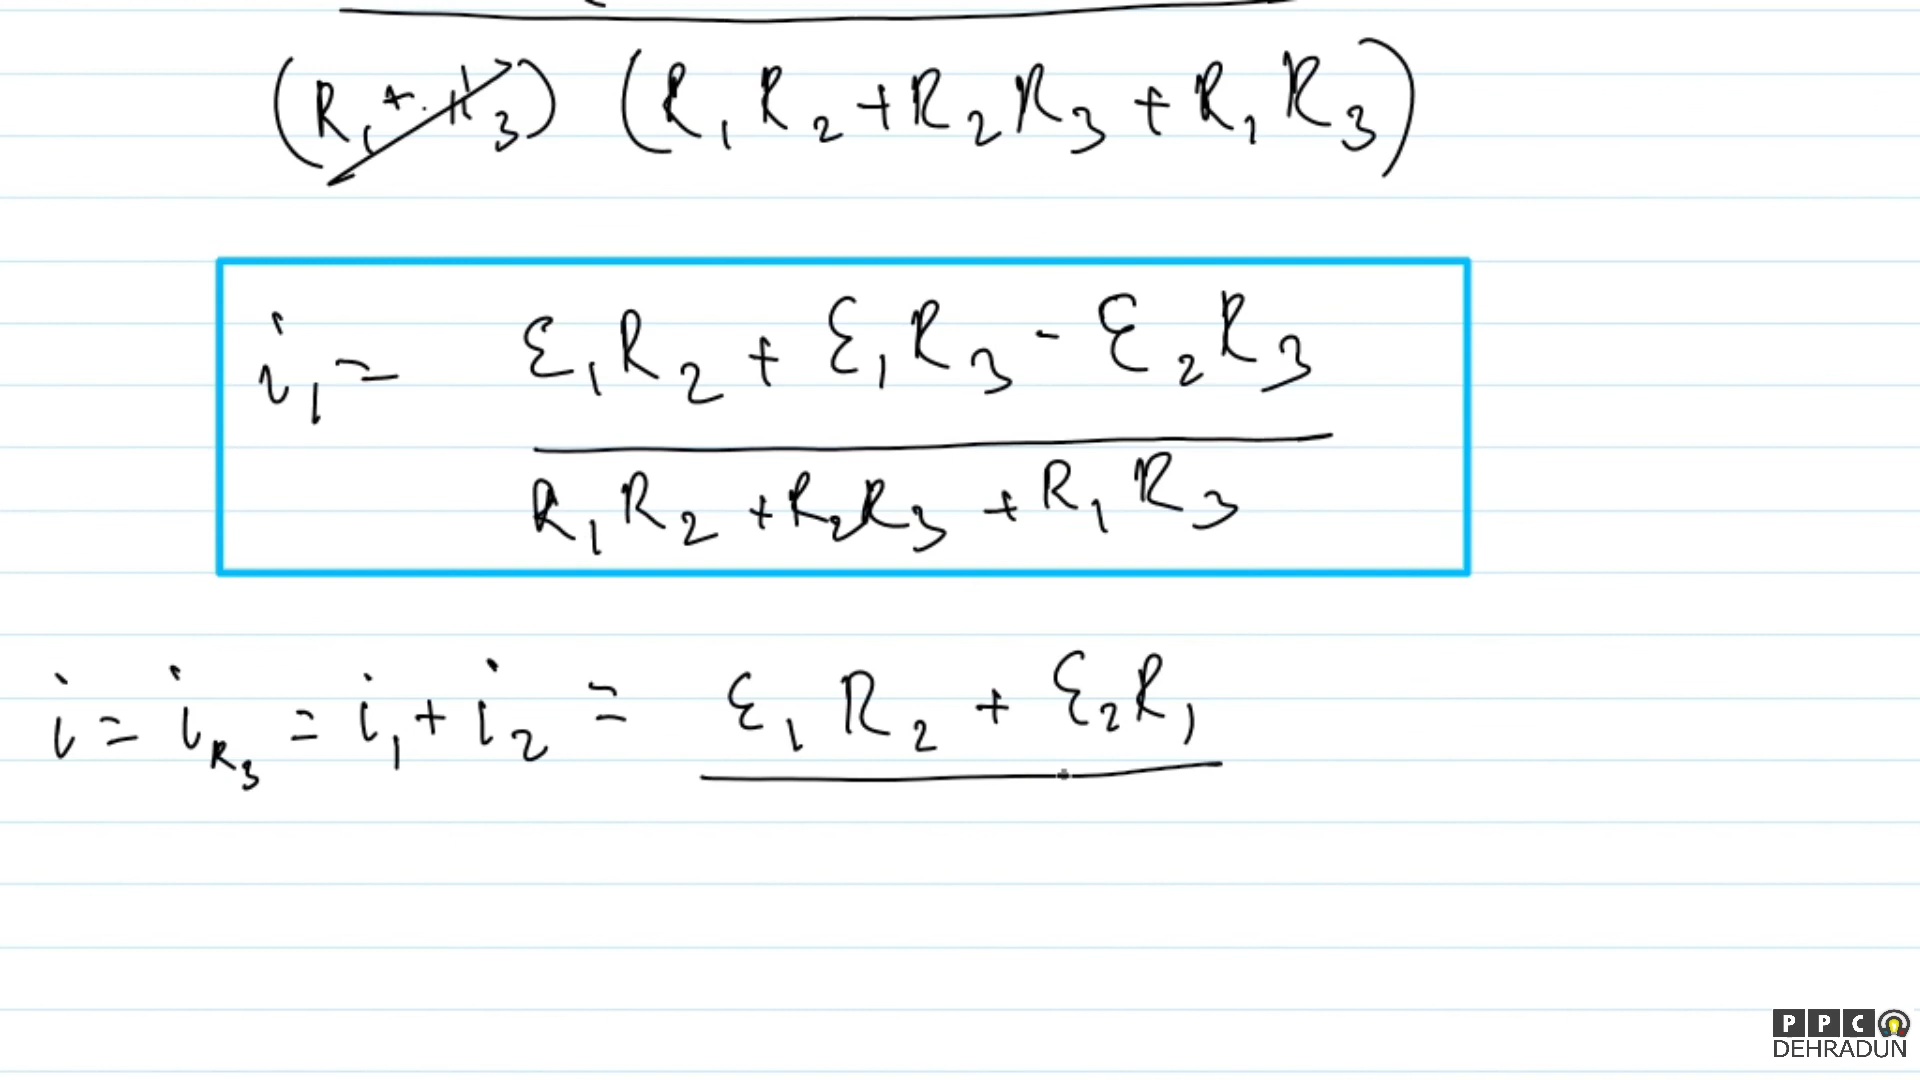 (R₁ + R₃) (R₁R₂ + R₂R₃ + R₁R₃)
i₁ = ε₁R₂ + ε₁R₃ - ε₂R₃
R₁R₂ + R₂R₃ + R₁R₃
i = i_R₃ = i₁ + i₂ = ε₁R₂ + ε₂R₁
PPC
DEHRADUN